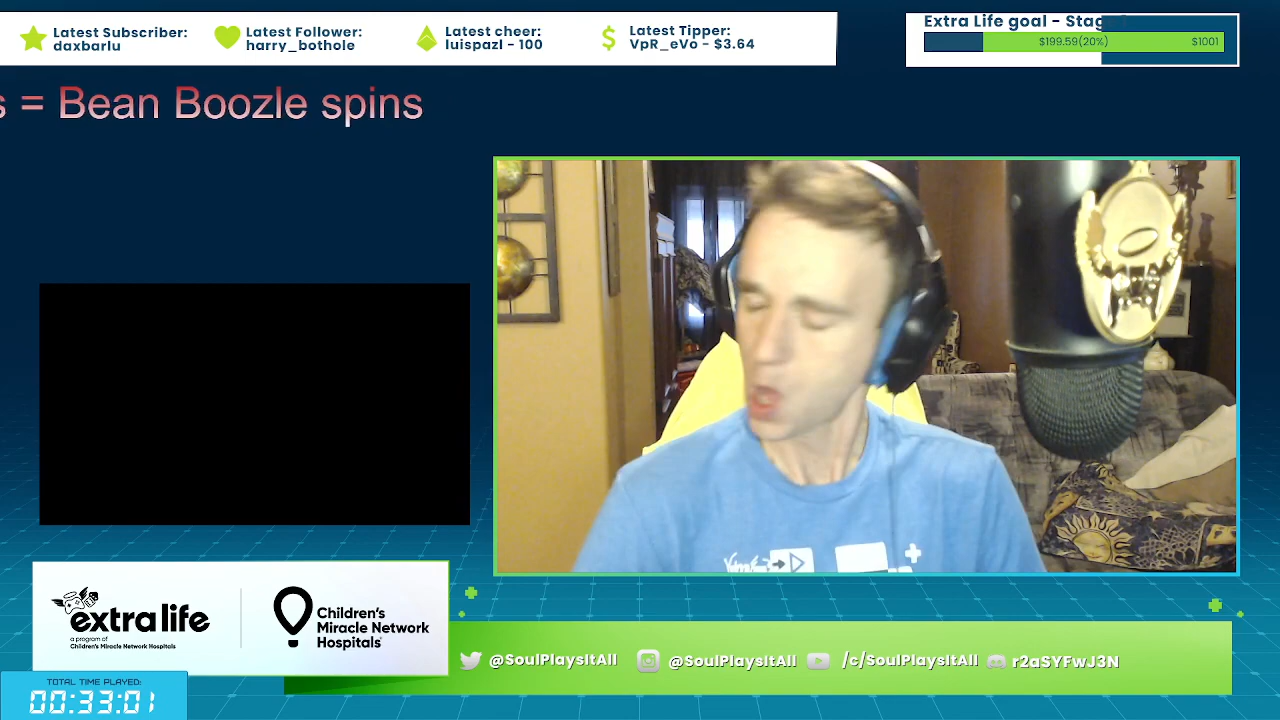 Latest Subscriber:
daxbarlu
Latest Follower:
harry_bothole
Latest cheer:
luispazl - 100
Latest Tipper:
VpR_eVo - $3.64
Extra Life goal - Stage
$199.59(20%)
$1001
s = Bean Boozle spins
extra life
a program of
Children's Miracle Network Hospitals
Children's
Miracle Network
Hospitals
@SoulPlaysItAll
@SoulPlaysItAll
/c/SoulPlaysItAll
r2aSYFwJ3N
TOTAL TIME PLAYED:
00:33:01